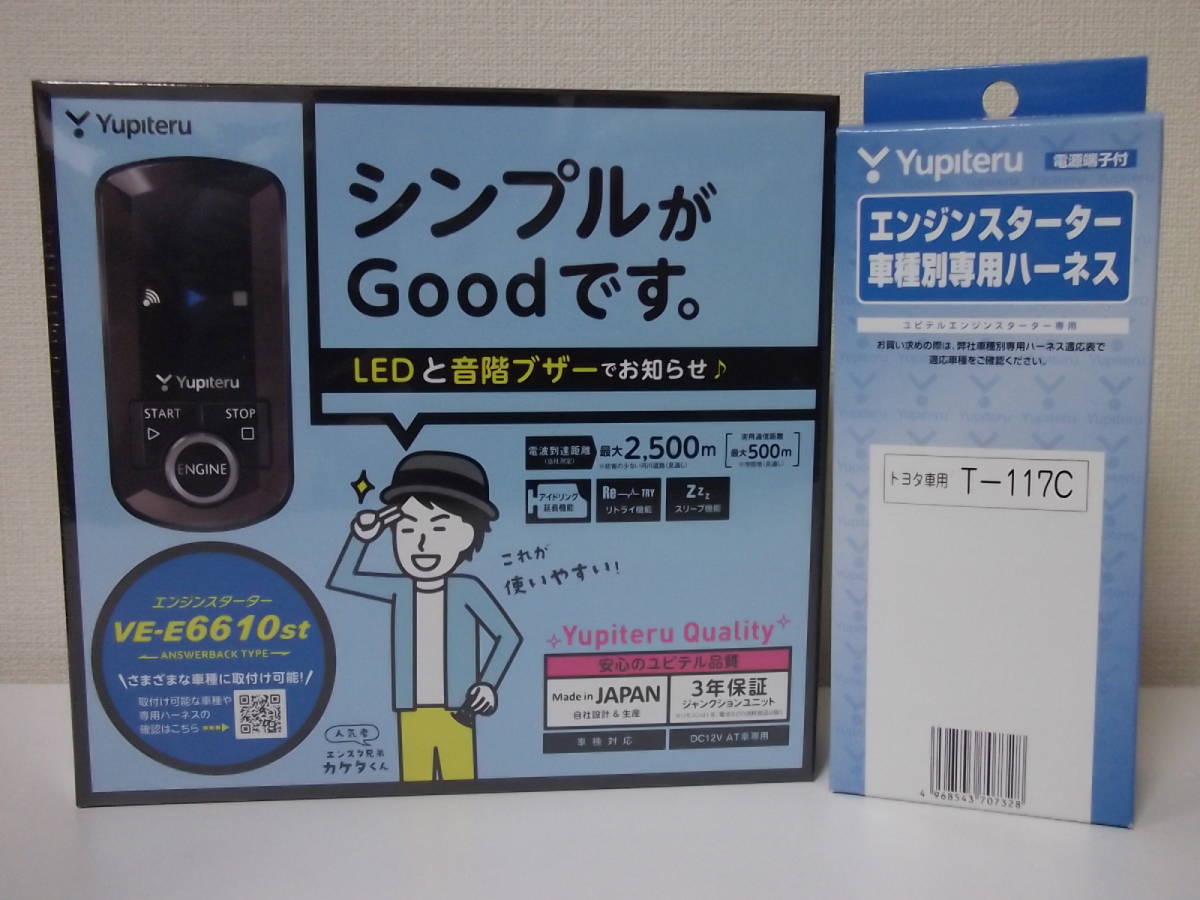 Yupiteru
シンプルが
Goodです。
LEDと音階ブザーでお知らせ♪
Yupiteru
START
STOP
ENGINE
電波到達距離
(当社測定)
最大2,500m
実用通信距離
最大500m
アイドリング
延長機能
Re TRY
リトライ機能
Zzz
スリープ機能
これが
使いやすい!
エンジンスターター
VE-E6610st
ANSWERBACK TYPE
さまざまな車種に取付け可能!
取付け可能な車種や
専用ハーネスの
確認はこちら
人気者
エンスタ兄弟
カケタくん
Yupiteru Quality
安心のユピテル品質
Made in JAPAN
自社設計&生産
3年保証
ジャンクションユニット
車種対応
DC12V AT車専用
Yupiteru
電源端子付
エンジンスターター
車種別専用ハーネス
ユピテルエンジンスターター専用
お買い求めの際は、弊社車種別専用ハーネス適応表で
適応車種をご確認ください。
トヨタ車用 T-117C
4 968543 707328